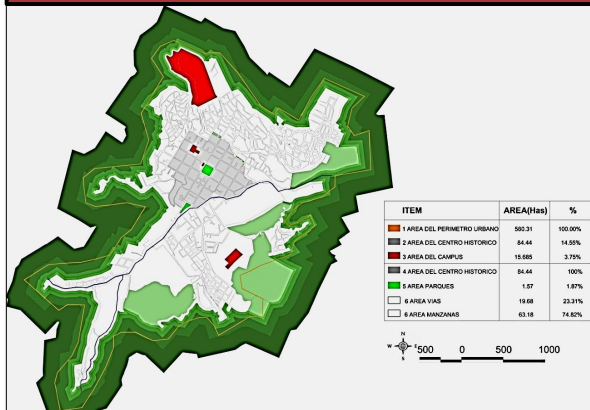 ITEM AREA(Has) %
1 AREA DEL PERIMETRO URBANO 580.31 100.00%
2 AREA DEL CENTRO HISTORICO 84.44 14.55%
3 AREA DEL CAMPUS 15.685 3.75%
4 AREA DEL CENTRO HISTORICO 84.44 100%
5 AREA PARQUES 1.57 1.87%
6 AREA VIAS 19.68 23.31%
6 AREA MANZANAS 63.18 74.82%
N
W E
S
500 0 500 1000